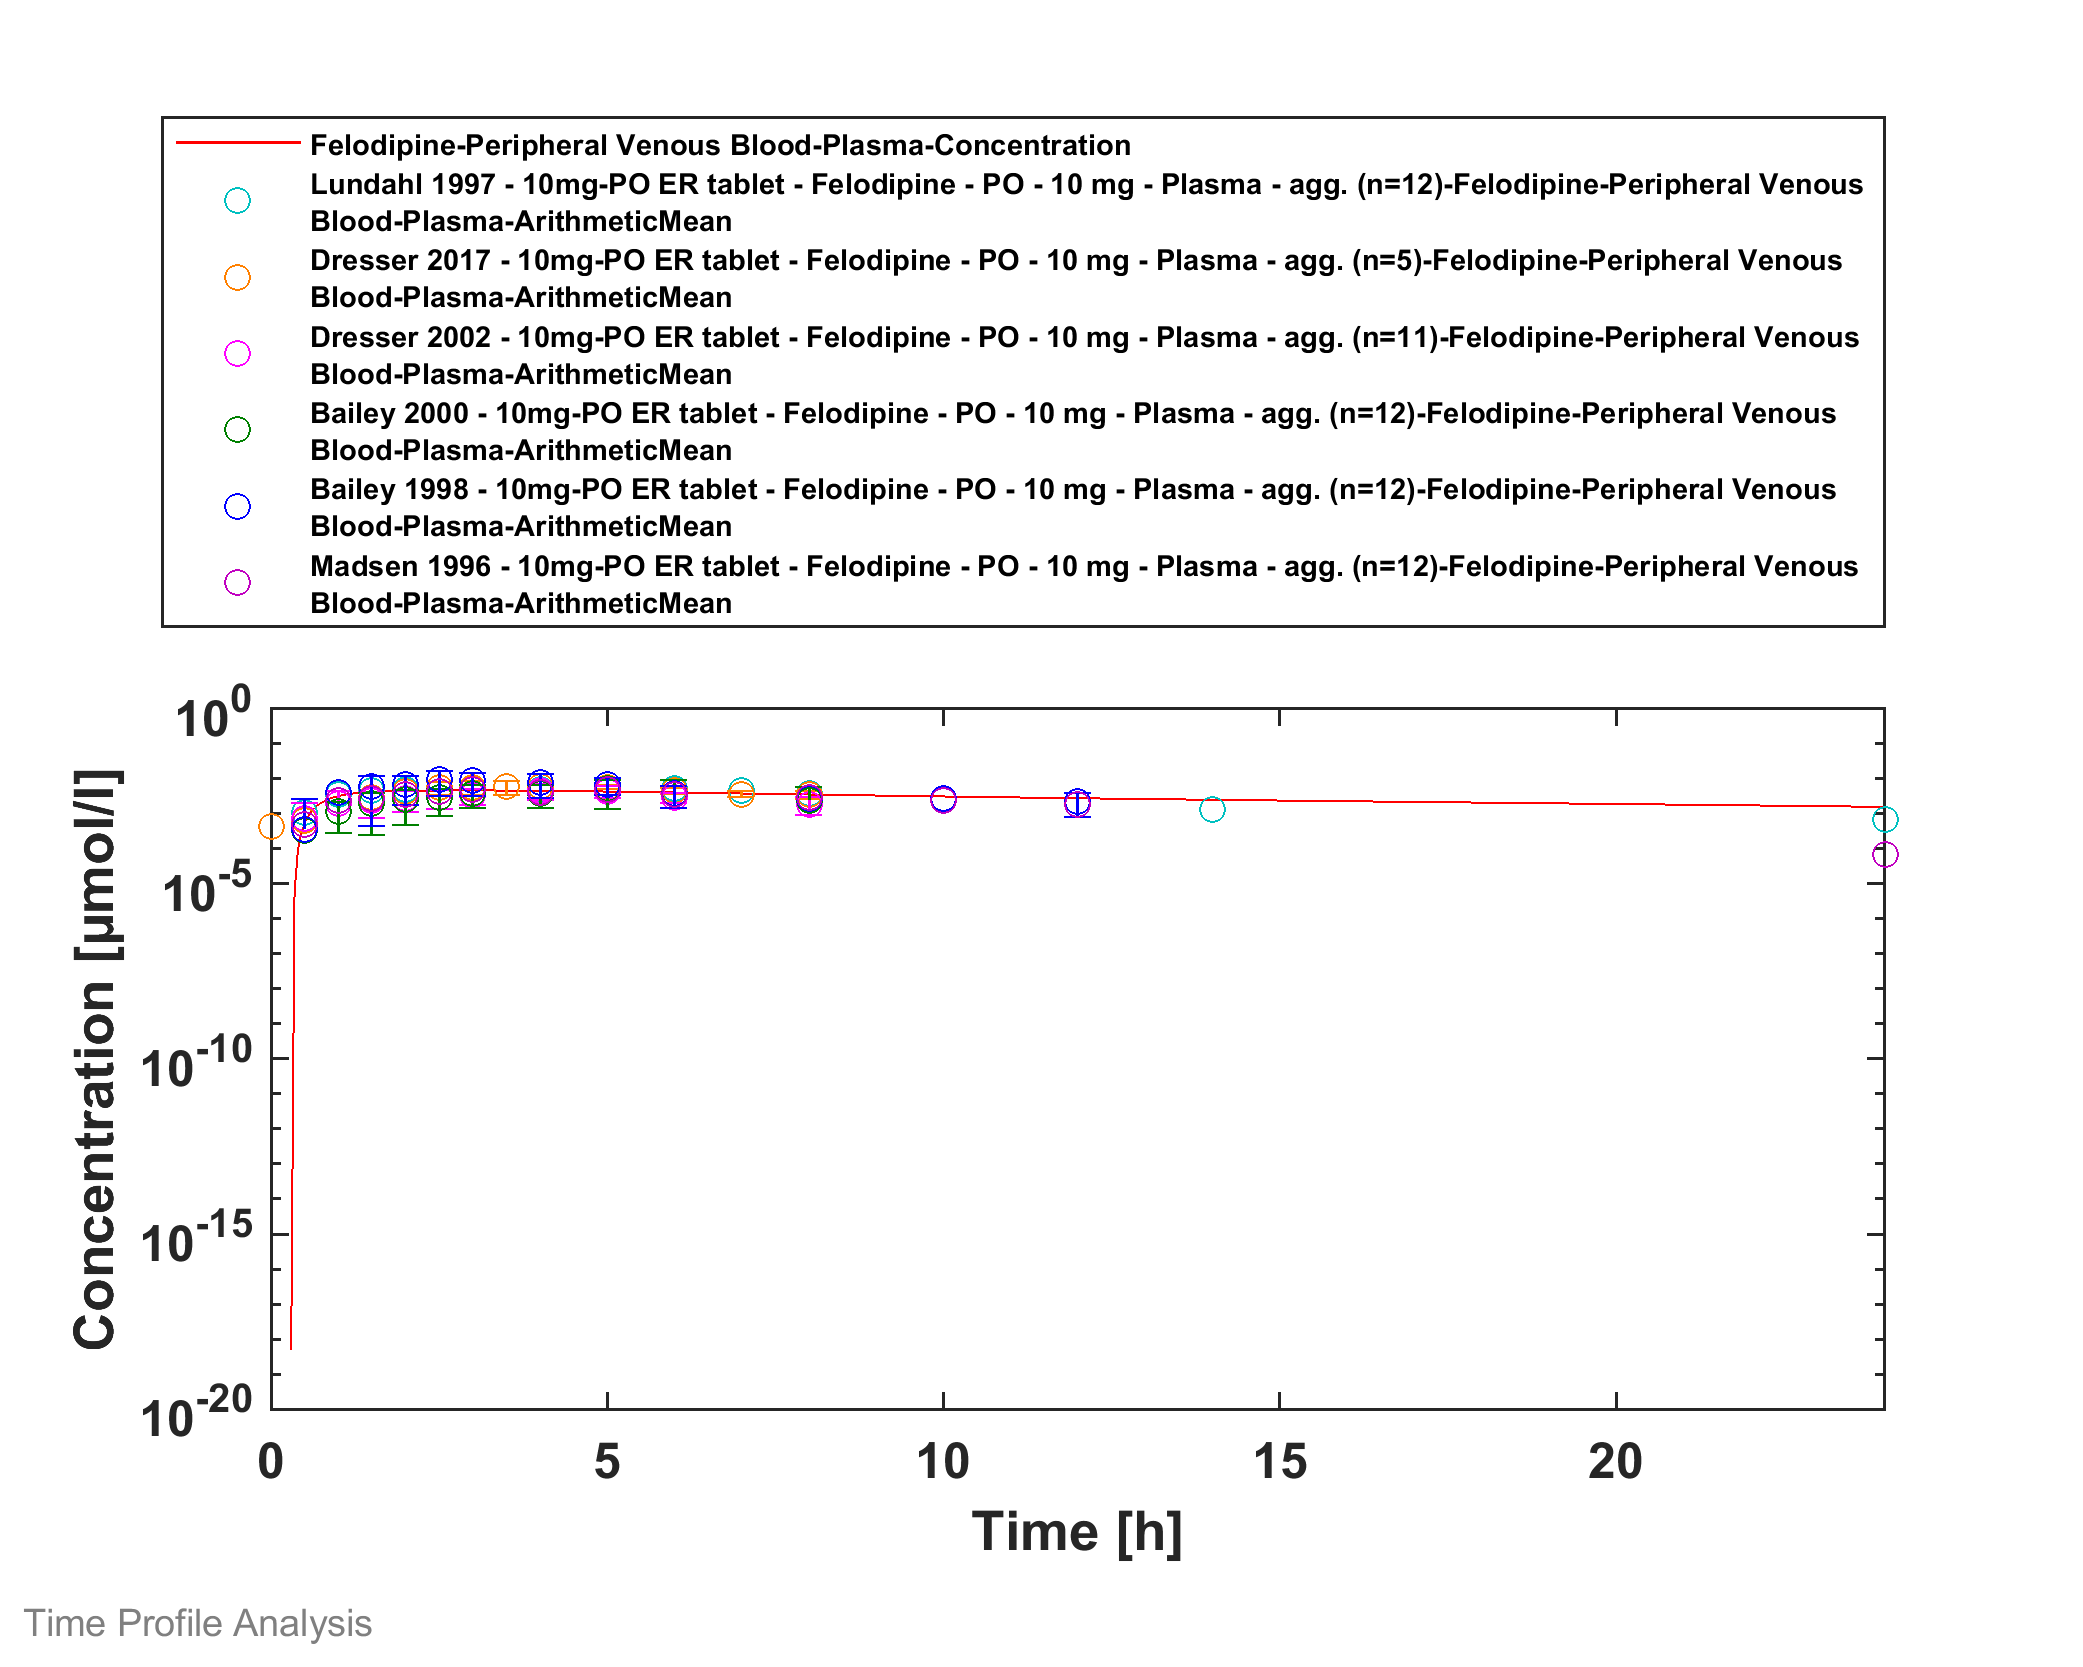 Felodipine-Peripheral Venous Blood-Plasma-Concentration
Lundahl 1997 - 10mg-PO ER tablet - Felodipine - PO - 10 mg - Plasma - agg. (n=12)-Felodipine-Peripheral Venous
Blood-Plasma-ArithmeticMean
Dresser 2017 - 10mg-PO ER tablet - Felodipine - PO - 10 mg - Plasma - agg. (n=5)-Felodipine-Peripheral Venous
Blood-Plasma-ArithmeticMean
Dresser 2002 - 10mg-PO ER tablet - Felodipine - PO - 10 mg - Plasma - agg. (n=11)-Felodipine-Peripheral Venous
Blood-Plasma-ArithmeticMean
Bailey 2000 - 10mg-PO ER tablet - Felodipine - PO - 10 mg - Plasma - agg. (n=12)-Felodipine-Peripheral Venous
Blood-Plasma-ArithmeticMean
Bailey 1998 - 10mg-PO ER tablet - Felodipine - PO - 10 mg - Plasma - agg. (n=12)-Felodipine-Peripheral Venous
Blood-Plasma-ArithmeticMean
Madsen 1996 - 10mg-PO ER tablet - Felodipine - PO - 10 mg - Plasma - agg. (n=12)-Felodipine-Peripheral Venous
Blood-Plasma-ArithmeticMean
Concentration [µmol/l]
10^0
10^-5
10^-10
10^-15
10^-20
0 5 10 15 20
Time [h]
Time Profile Analysis